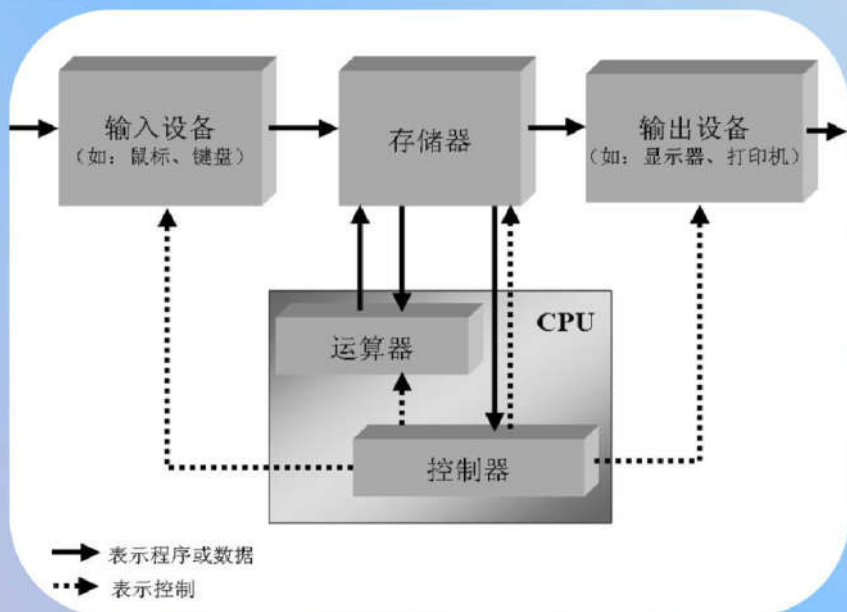 输入设备
（如：鼠标、键盘）
存储器
输出设备
（如：显示器、打印机）
CPU
运算器
控制器
表示程序或数据
表示控制